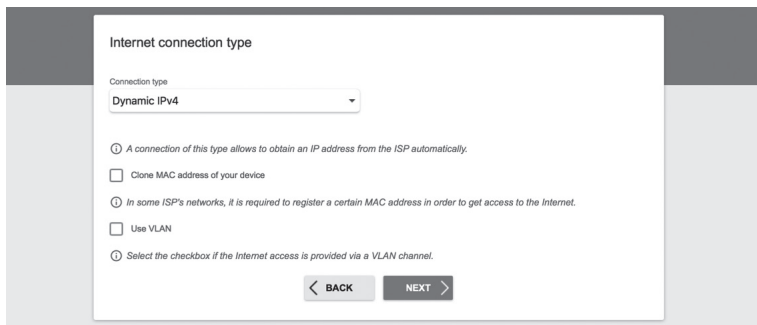 Internet connection type
Connection type
Dynamic IPv4
A connection of this type allows to obtain an IP address from the ISP automatically.
Clone MAC address of your device
In some ISP's networks, it is required to register a certain MAC address in order to get access to the Internet.
Use VLAN
Select the checkbox if the Internet access is provided via a VLAN channel.
BACK NEXT